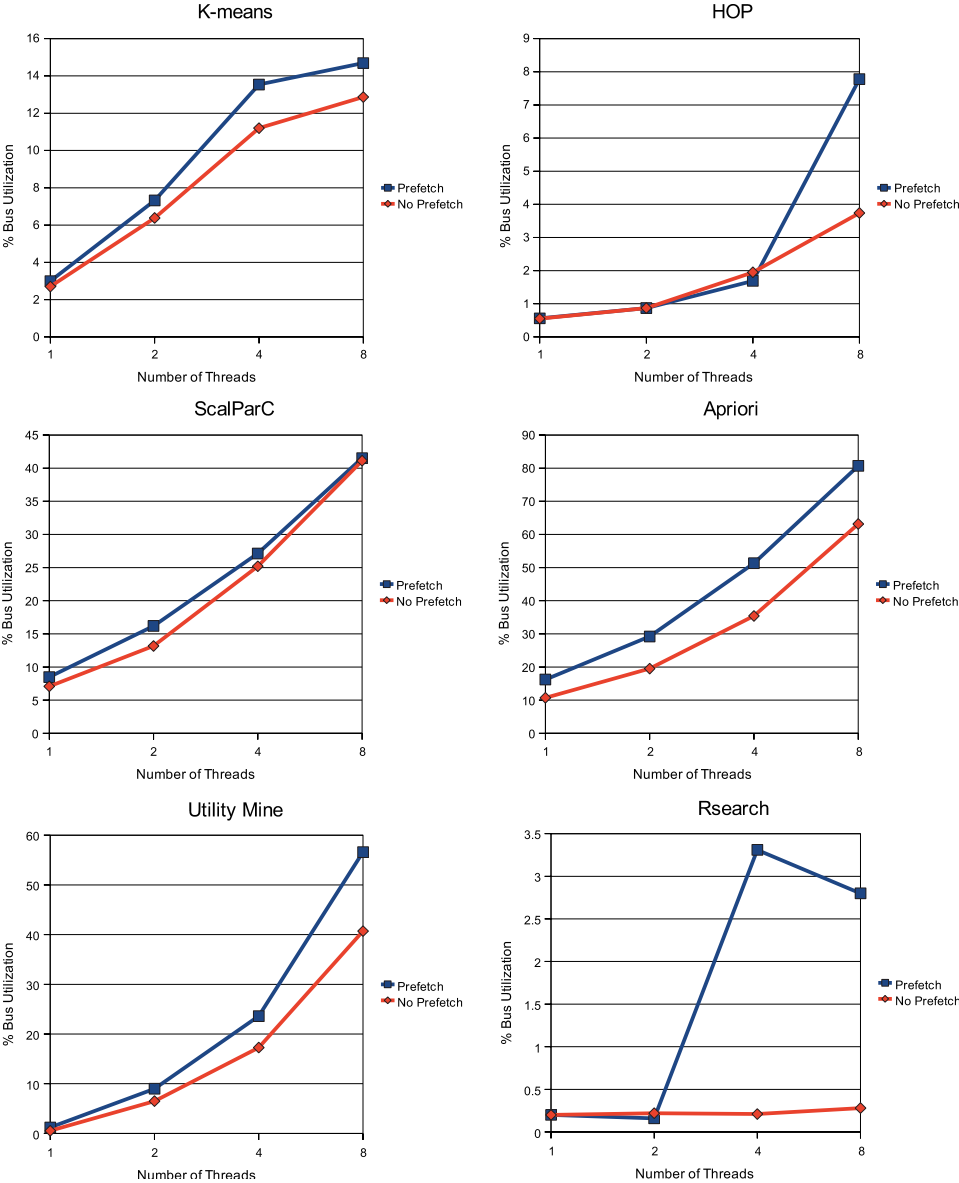 K-means
16
14
12
10
8
6
4
2
0
% Bus Utilization
1 2 4 8
Number of Threads
Prefetch
No Prefetch
HOP
9
8
7
6
5
4
3
2
1
0
% Bus Utilization
1 2 4 8
Number of Threads
Prefetch
No Prefetch
ScalParC
45
40
35
30
25
20
15
10
5
0
% Bus Utilization
1 2 4 8
Number of Threads
Prefetch
No Prefetch
Apriori
90
80
70
60
50
40
30
20
10
0
% Bus Utilization
1 2 4 8
Number of Threads
Prefetch
No Prefetch
Utility Mine
60
50
40
30
20
10
0
% Bus Utilization
1 2 4 8
Number of Threads
Prefetch
No Prefetch
Rsearch
3.5
3
2.5
2
1.5
1
0.5
0
% Bus Utilization
1 2 4 8
Number of Threads
Prefetch
No Prefetch